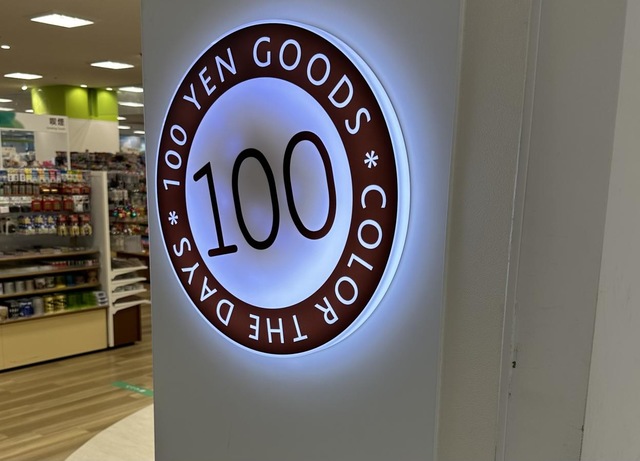 100 YEN GOODS * COLOR THE DAYS *
100